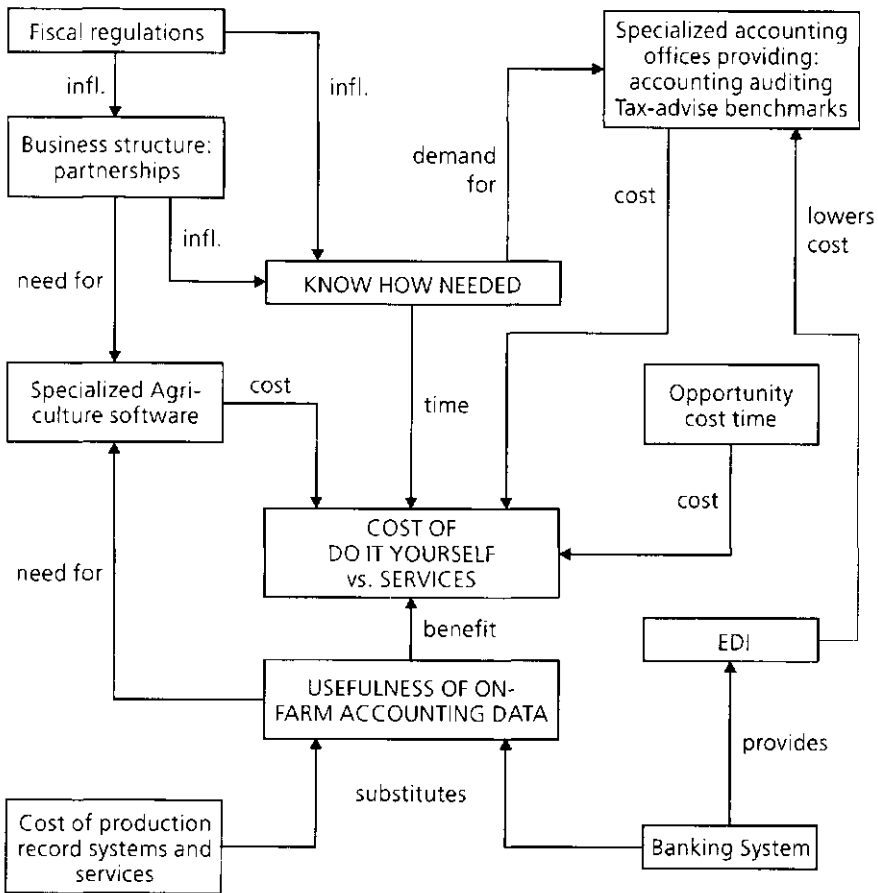 Fiscal regulations
Specialized accounting
offices providing:
accounting auditing
Tax-advise benchmarks
infl.
infl.
Business structure:
partnerships
demand
for
cost
lowers
cost
infl.
need for
KNOW HOW NEEDED
Specialized Agri-
culture software
cost
time
Opportunity
cost time
COST OF
DO IT YOURSELF
vs. SERVICES
cost
need for
benefit
EDI
USEFULNESS OF ON-
FARM ACCOUNTING DATA
provides
substitutes
Cost of production
record systems and
services
Banking System